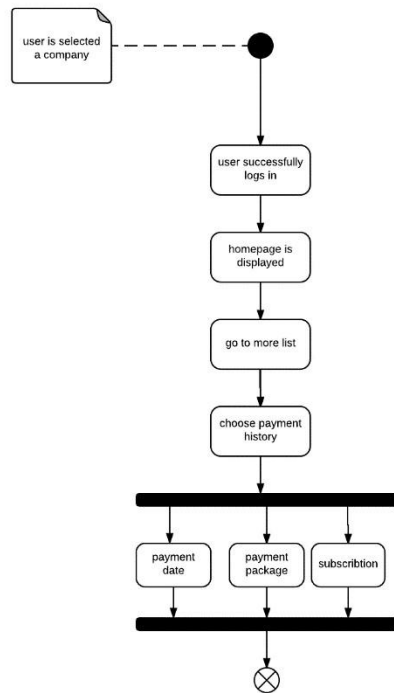 user is selected
a company
user successfully
logs in
homepage is
displayed
go to more list
choose payment
history
payment
date
payment
package
subscribtion